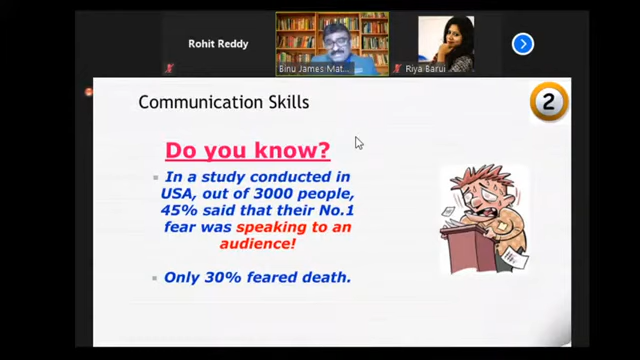 Rohit Reddy
Binu James Mat...
Riya Barui
Communication Skills
2
Do you know?
In a study conducted in
USA, out of 3000 people,
45% said that their No.1
fear was speaking to an
audience!
Only 30% feared death.